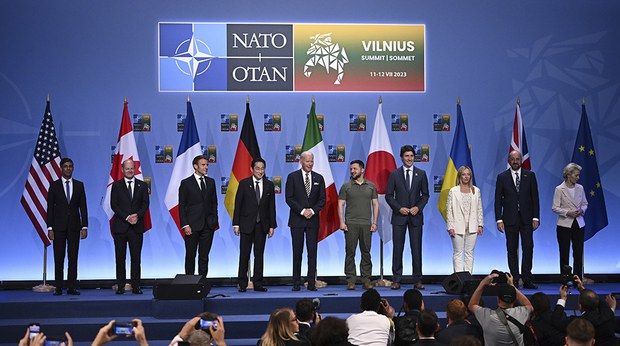 NATO
+
OTAN
VILNIUS
SUMMIT | SOMMET
11-12 VII 2023